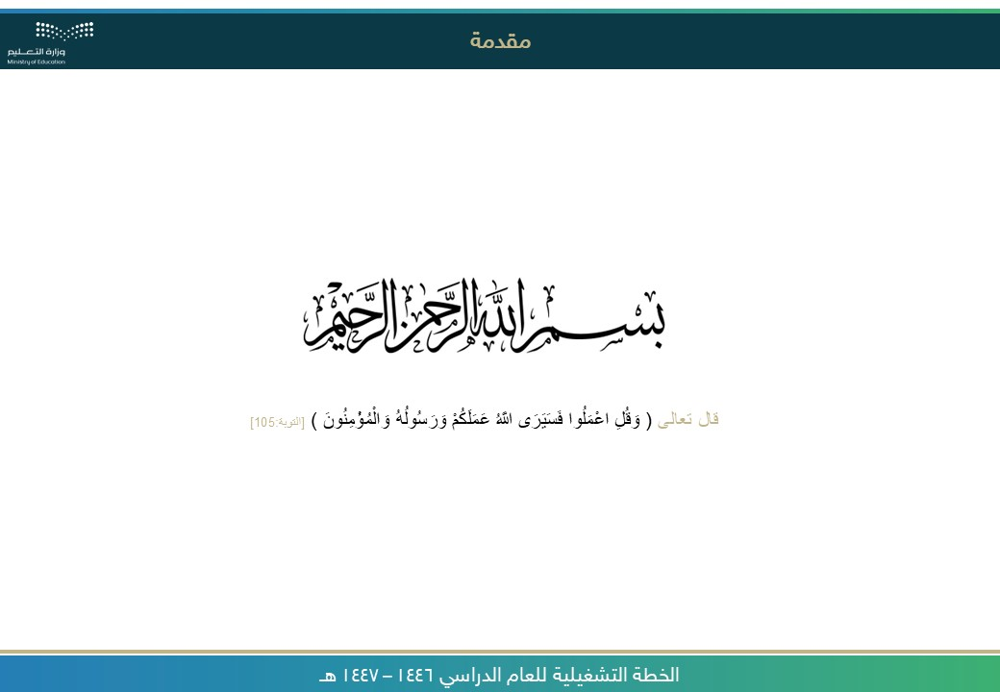 مقدمة
وزارة التعـــليم
Ministry of Education
بسم الله الرحمن الرحيم
قال تعالى ( وَقُلِ اعْمَلُوا فَسَيَرَى اللَّهُ عَمَلَكُمْ وَرَسُولُهُ وَالْمُؤْمِنُونَ ) [التوبة:105]
الخطة التشغيلية للعام الدراسي ١٤٤٦ – ١٤٤٧ هـ